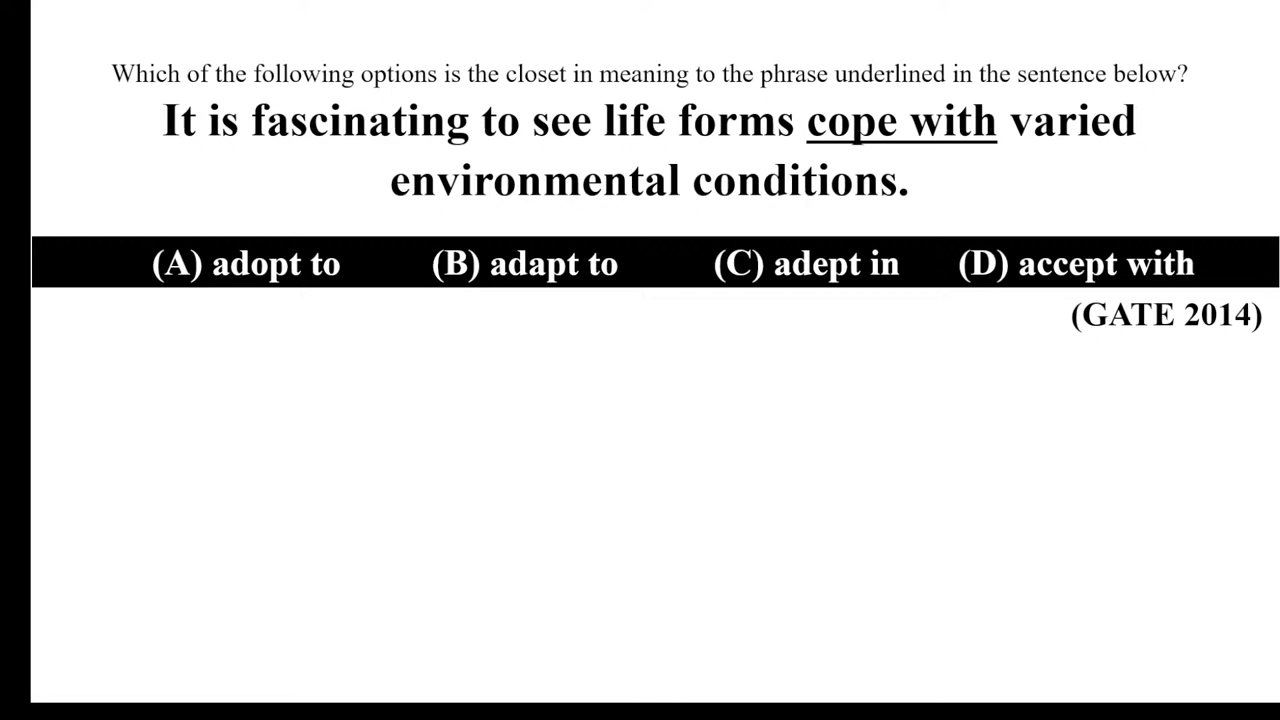 Which of the following options is the closet in meaning to the phrase underlined in the sentence below?
It is fascinating to see life forms cope with varied
environmental conditions.
(A) adopt to (B) adapt to (C) adept in (D) accept with
(GATE 2014)